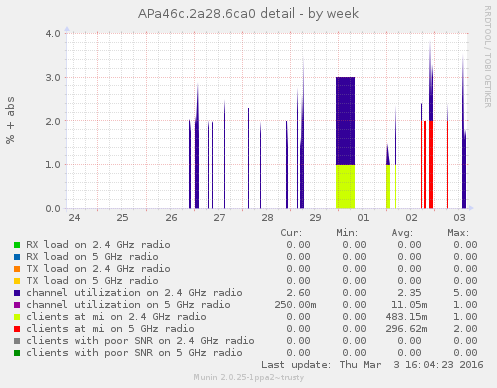 APa46c.2a28.6ca0 detail - by week
RRDTOOL / TOBI OETIKER
% + abs
4.0
3.0
2.0
1.0
0.0
24 25 26 27 28 29 01 02 03
Cur: Min: Avg: Max:
RX load on 2.4 GHz radio 0.00 0.00 0.00 0.00
RX load on 5 GHz radio 0.00 0.00 0.00 0.00
TX load on 2.4 GHz radio 0.00 0.00 0.00 0.00
TX load on 5 GHz radio 0.00 0.00 0.00 0.00
channel utilization on 2.4 GHz radio 2.60 0.00 2.35 5.00
channel utilization on 5 GHz radio 250.00m 0.00 11.05m 1.00
clients at mi on 2.4 GHz radio 0.00 0.00 483.15m 1.00
clients at mi on 5 GHz radio 0.00 0.00 296.62m 2.00
clients with poor SNR on 2.4 GHz radio 0.00 0.00 0.00 0.00
clients with poor SNR on 5 GHz radio 0.00 0.00 0.00 0.00
Last update: Thu Mar 3 16:04:23 2016
Munin 2.0.25-1ppa2~trusty